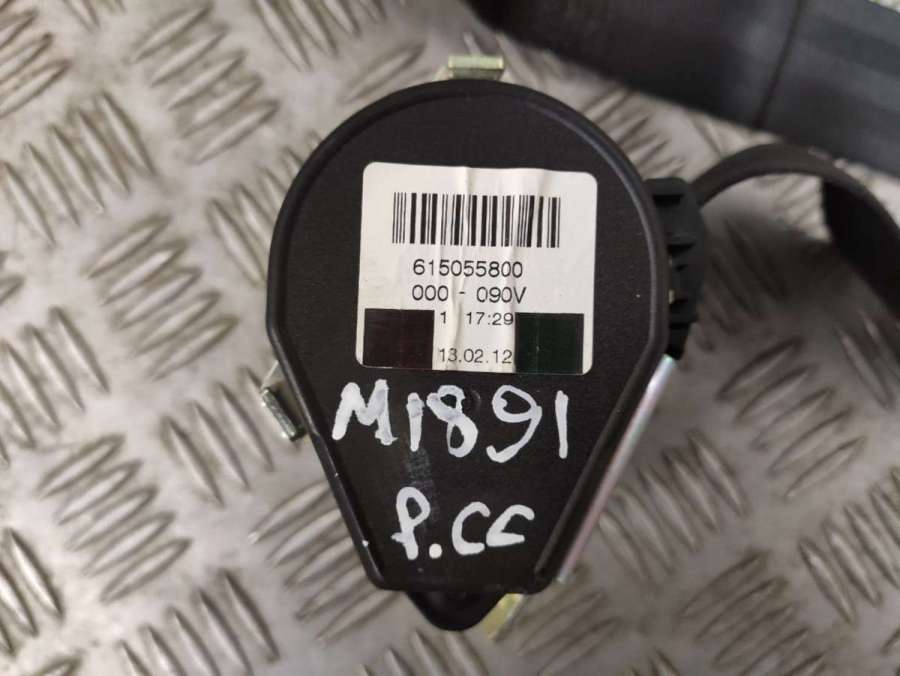 615055800
000 - 090V
1 17:29
13.02.12
M1891
P.CC